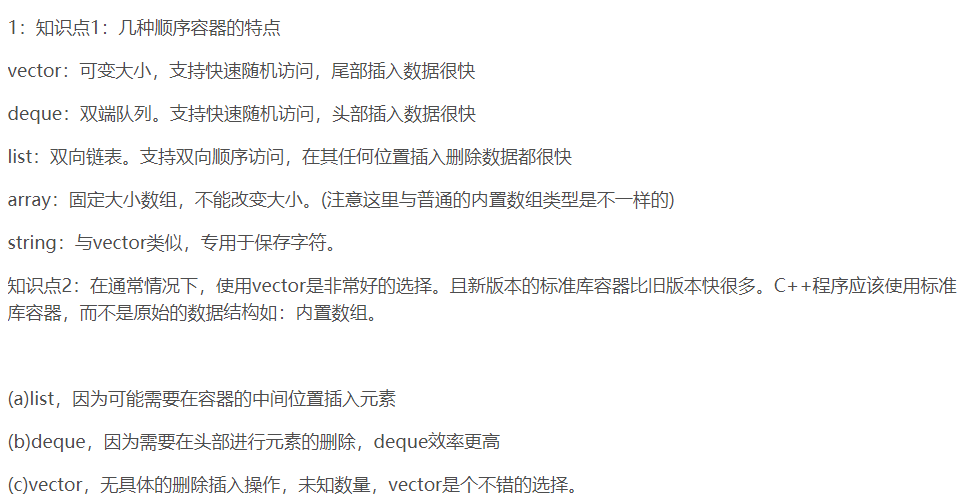 1：知识点1：几种顺序容器的特点
vector：可变大小，支持快速随机访问，尾部插入数据很快
deque：双端队列。支持快速随机访问，头部插入数据很快
list：双向链表。支持双向顺序访问，在其任何位置插入删除数据都很快
array：固定大小数组，不能改变大小。(注意这里与普通的内置数组类型是不一样的)
string：与vector类似，专用于保存字符。
知识点2：在通常情况下，使用vector是非常好的选择。且新版本的标准库容器比旧版本快很多。C++程序应该使用标准
库容器，而不是原始的数据结构如：内置数组。
(a)list，因为可能需要在容器的中间位置插入元素
(b)deque，因为需要在头部进行元素的删除，deque效率更高
(c)vector，无具体的删除插入操作，未知数量，vector是个不错的选择。